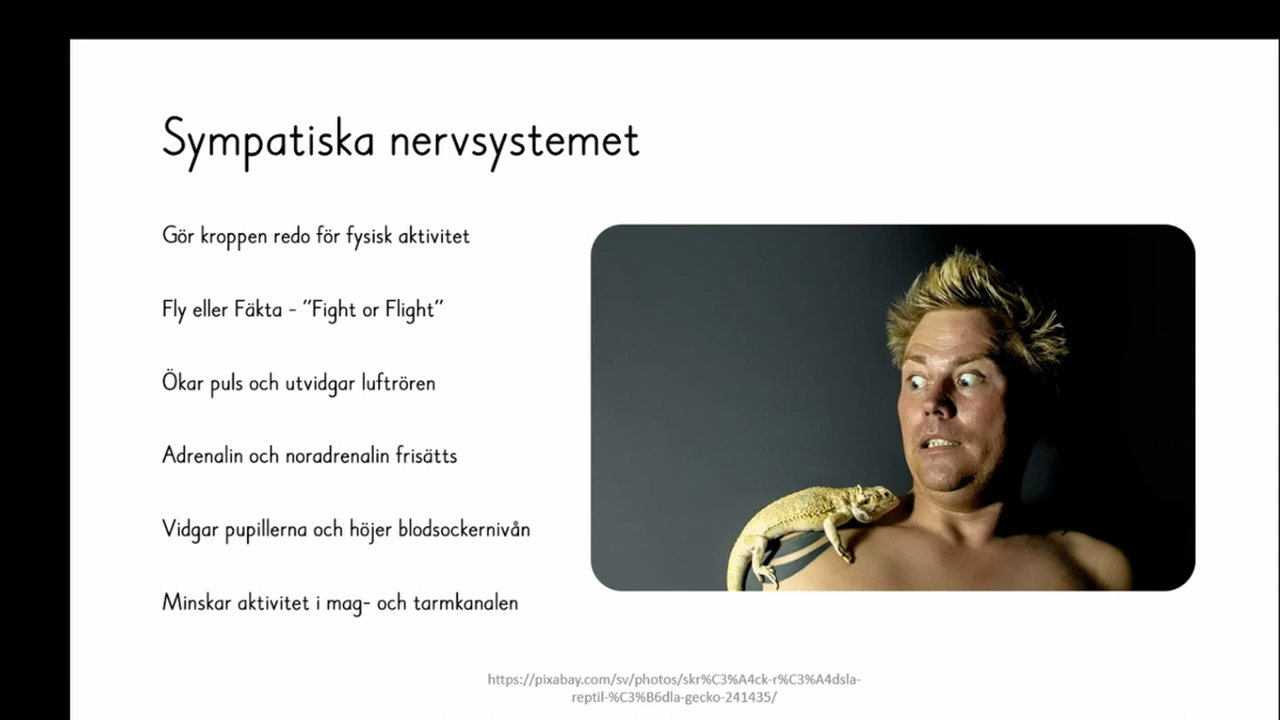 Sympatiska nervsystemet
Gör kroppen redo för fysisk aktivitet
Fly eller Fäkta - "Fight or Flight"
Ökar puls och utvidgar luftrören
Adrenalin och noradrenalin frisätts
Vidgar pupillerna och höjer blodsockernivån
Minskar aktivitet i mag- och tarmkanalen
https://pixabay.com/sv/photos/skr%C3%A4ck-r%C3%A4dsla-
reptil-%C3%B6dla-gecko-241435/